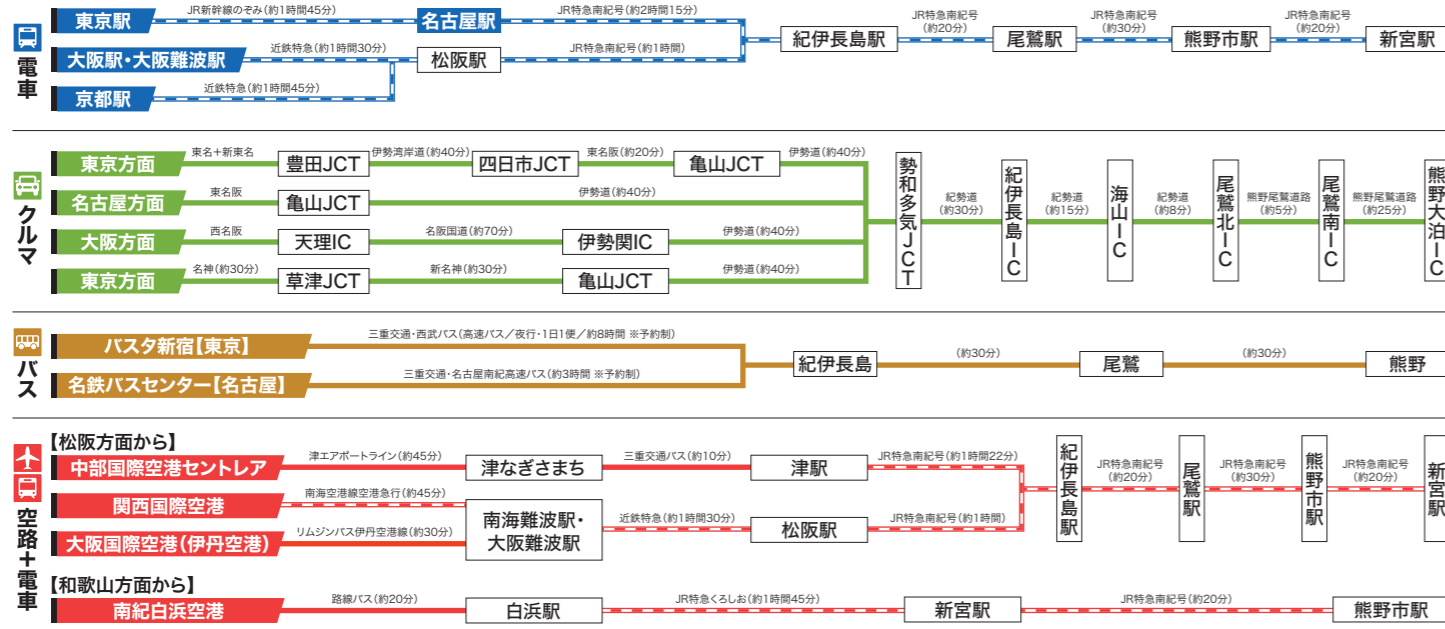 電車
東京駅
JR新幹線のぞみ(約1時間45分)
名古屋駅
JR特急南紀号(約2時間15分)
大阪駅・大阪難波駅
近鉄特急(約1時間30分)
松阪駅
JR特急南紀号(約1時間)
京都駅
近鉄特急(約1時間45分)
紀伊長島駅
JR特急南紀号
(約20分)
尾鷲駅
JR特急南紀号
(約30分)
熊野市駅
JR特急南紀号
(約20分)
新宮駅
クルマ
東京方面
東名+新東名
豊田JCT
伊勢湾岸道(約40分)
四日市JCT
東名阪(約20分)
亀山JCT
伊勢道(約40分)
名古屋方面
東名阪
亀山JCT
伊勢道(約40分)
大阪方面
西名阪
天理IC
名阪国道(約70分)
伊勢関IC
伊勢道(約40分)
東京方面
名神(約30分)
草津JCT
新名神(約30分)
亀山JCT
伊勢道(約40分)
勢和多気JCT
紀勢道
(約30分)
紀伊長島IC
紀勢道
(約15分)
海山IC
紀勢道
(約8分)
尾鷲北IC
熊野尾鷲道路
(約5分)
尾鷲南IC
熊野尾鷲道路
(約25分)
熊野大泊IC
バス
バスタ新宿【東京】
三重交通・西武バス(高速バス/夜行・1日1便/約8時間 ※予約制)
名鉄バスセンター【名古屋】
三重交通・名古屋南紀高速バス(約3時間 ※予約制)
紀伊長島
(約30分)
尾鷲
(約30分)
熊野
空路+電車
【松阪方面から】
中部国際空港セントレア
津エアポートライン(約45分)
津なぎさまち
三重交通バス(約10分)
津駅
JR特急南紀号(約1時間22分)
関西国際空港
南海空港線空港急行(約45分)
大阪国際空港(伊丹空港)
リムジンバス伊丹空港線(約30分)
南海難波駅・
大阪難波駅
近鉄特急(約1時間30分)
松阪駅
JR特急南紀号(約1時間)
紀伊長島駅
JR特急南紀号
(約20分)
尾鷲駅
JR特急南紀号
(約30分)
熊野市駅
JR特急南紀号
(約20分)
新宮駅
【和歌山方面から】
南紀白浜空港
路線バス(約20分)
白浜駅
JR特急くろしお(約1時間45分)
新宮駅
JR特急南紀号(約20分)
熊野市駅